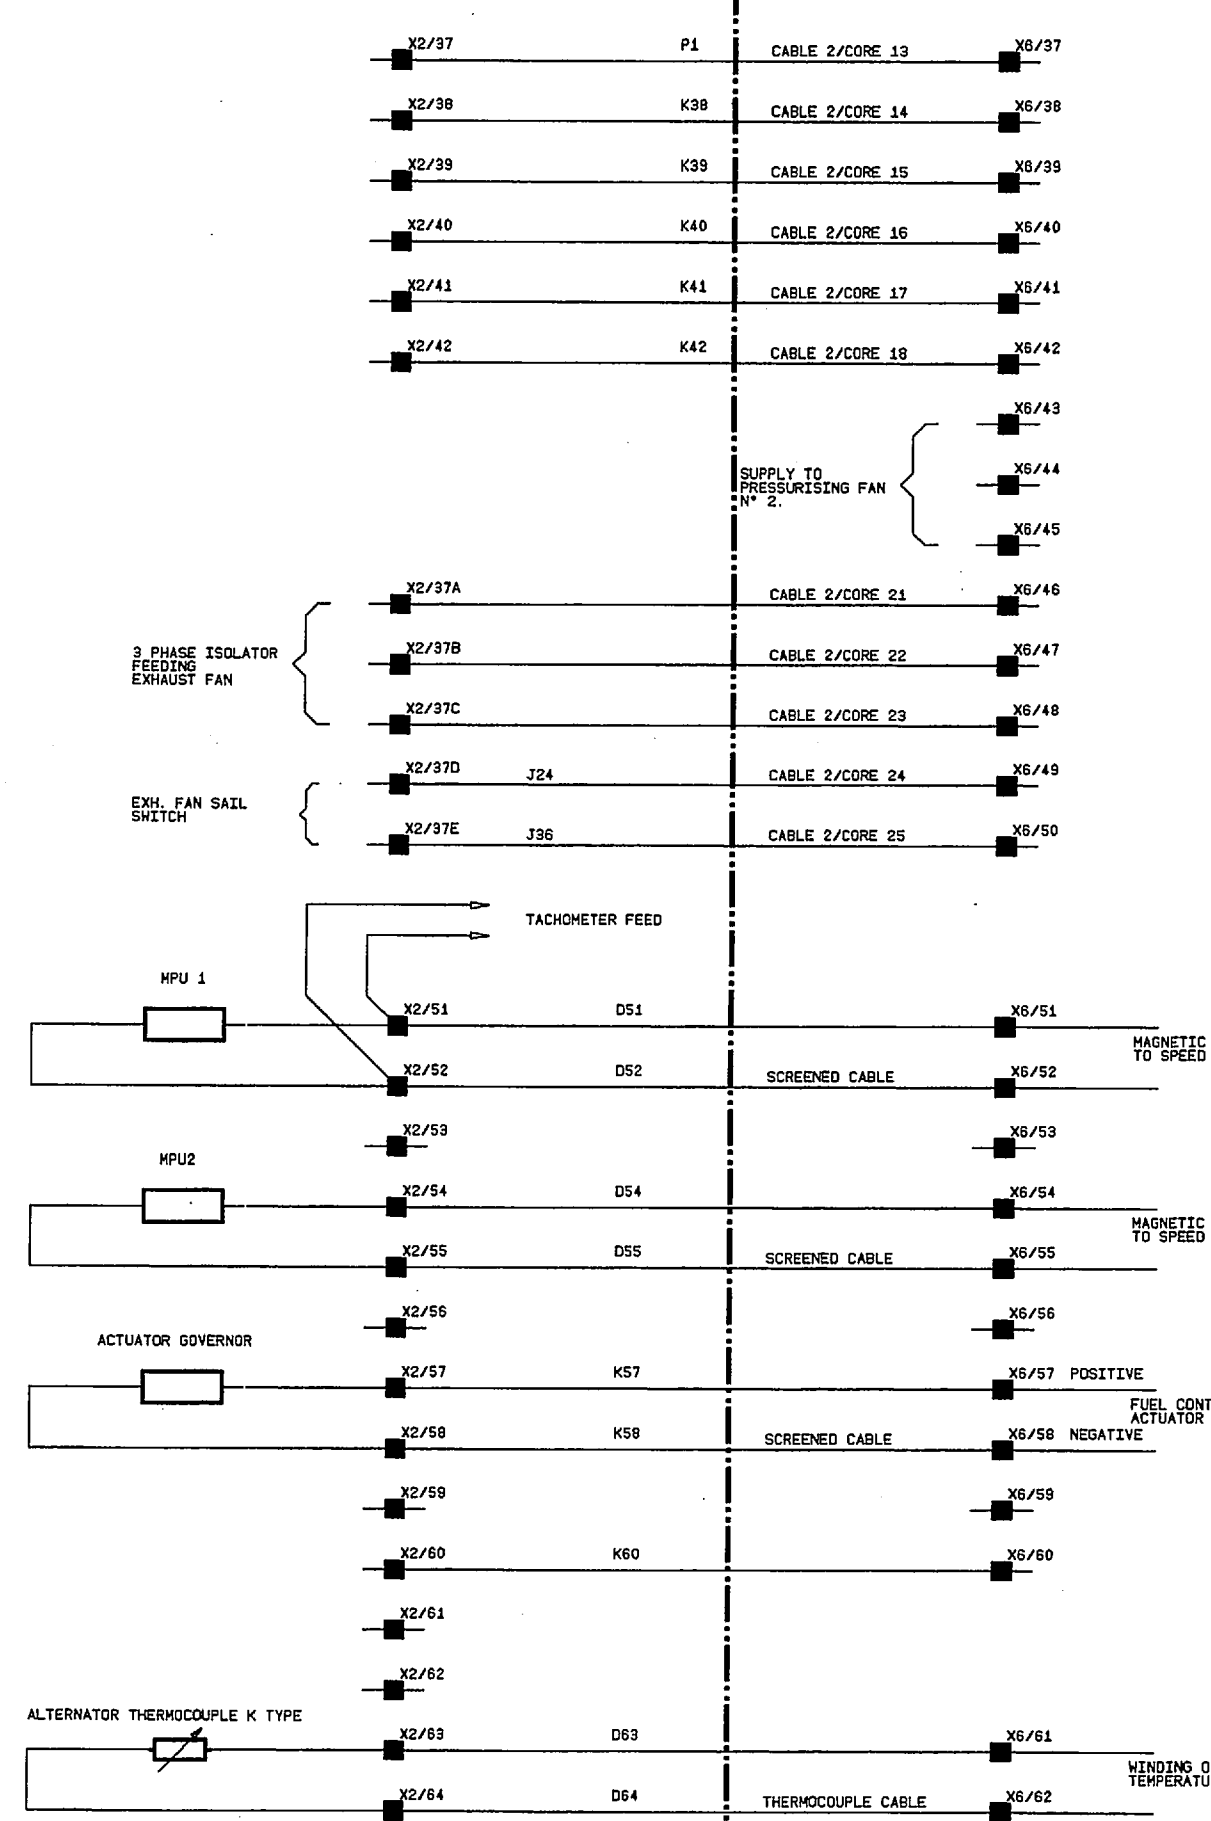 X2/37 P1 CABLE 2/CORE 13 X6/37
X2/38 K38 CABLE 2/CORE 14 X6/38
X2/39 K39 CABLE 2/CORE 15 X6/39
X2/40 K40 CABLE 2/CORE 16 X6/40
X2/41 K41 CABLE 2/CORE 17 X6/41
X2/42 K42 CABLE 2/CORE 18 X6/42
X6/43
X6/44
SUPPLY TO
PRESSURISING FAN
N° 2.
X6/45
X2/37A CABLE 2/CORE 21 X6/46
3 PHASE ISOLATOR
FEEDING
EXHAUST FAN
X2/37B CABLE 2/CORE 22 X6/47
X2/37C CABLE 2/CORE 23 X6/48
X2/37D J24 CABLE 2/CORE 24 X6/49
EXH. FAN SAIL
SWITCH
X2/37E J36 CABLE 2/CORE 25 X6/50
TACHOMETER FEED
MPU 1
X2/51 D51 X6/51
MAGNETIC
TO SPEED
X2/52 D52 SCREENED CABLE X6/52
X2/53 X6/53
MPU2
X2/54 D54 X6/54
MAGNETIC
TO SPEED
X2/55 D55 SCREENED CABLE X6/55
X2/56 X6/56
ACTUATOR GOVERNOR
X2/57 K57 X6/57 POSITIVE
FUEL CONT
ACTUATOR
X2/58 K58 SCREENED CABLE X6/58 NEGATIVE
X2/59 X6/59
X2/60 K60 X6/60
X2/61
X2/62
ALTERNATOR THERMOCOUPLE K TYPE
X2/63 D63 X6/61
WINDING O
TEMPERATU
X2/64 D64 THERMOCOUPLE CABLE X6/62